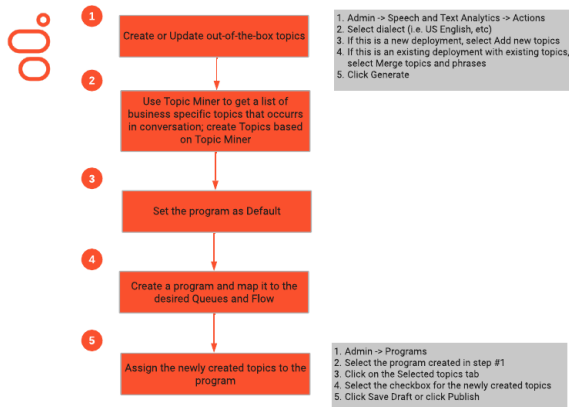 1
Create or Update out-of-the-box topics
1. Admin -> Speech and Text Analytics -> Actions
2. Select dialect (i.e. US English, etc)
3. If this is a new deployment, select Add new topics
4. If this is an existing deployment with existing topics,
select Merge topics and phrases
5. Click Generate
2
Use Topic Miner to get a list of
business specific topics that occurrs
in conversation; create Topics based
on Topic Miner
3
Set the program as Default
4
Create a program and map it to the
desired Queues and Flow
5
Assign the newly created topics to the
program
1. Admin -> Programs
2. Select the program created in step #1
3. Click on the Selected topics tab
4. Select the checkbox for the newly created topics
5. Click Save Draft or click Publish